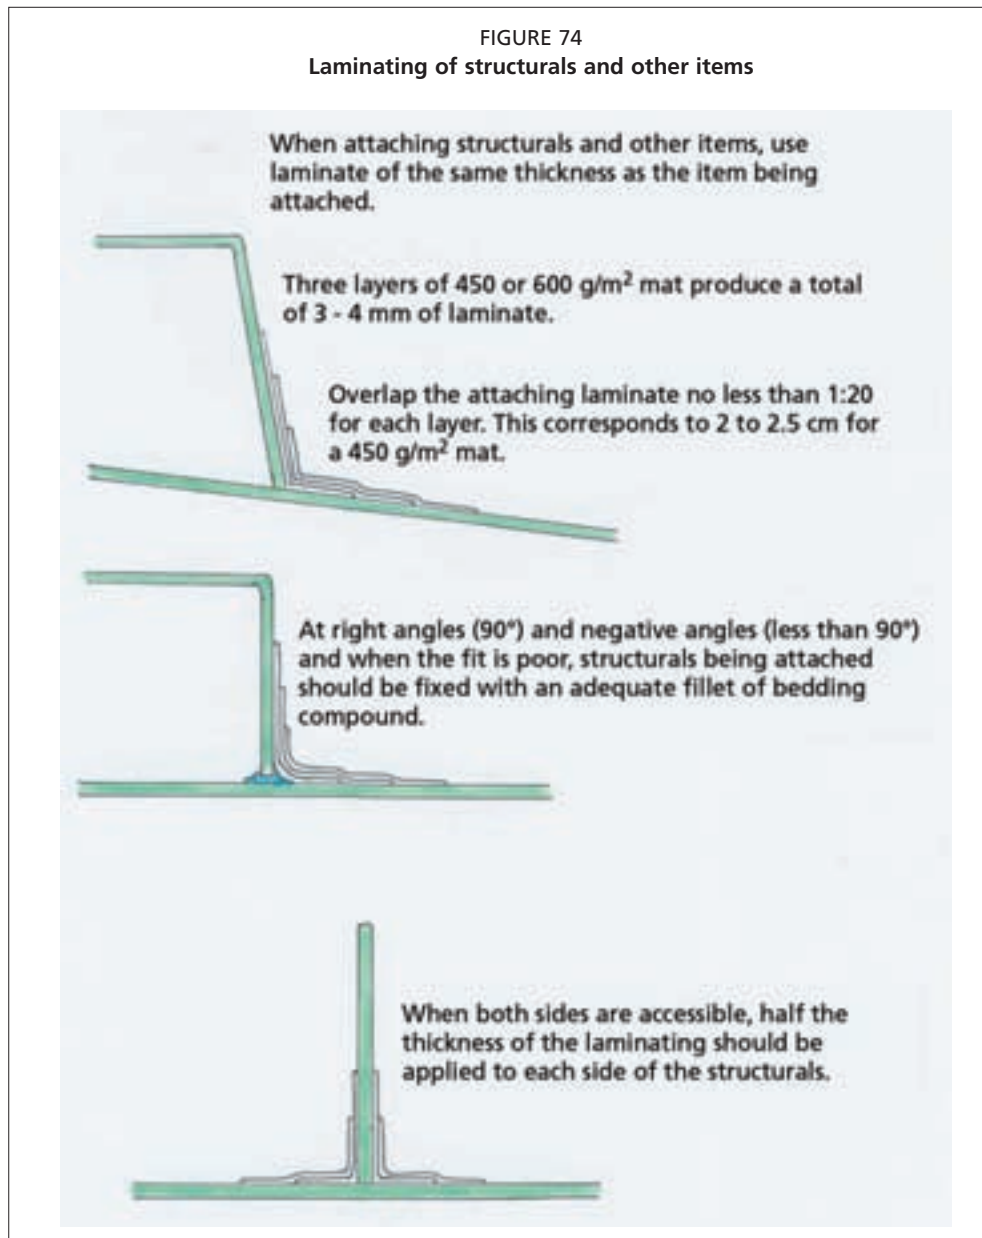 FIGURE 74
Laminating of structurals and other items
When attaching structurals and other items, use
laminate of the same thickness as the item being
attached.
Three layers of 450 or 600 g/m² mat produce a total
of 3 - 4 mm of laminate.
Overlap the attaching laminate no less than 1:20
for each layer. This corresponds to 2 to 2.5 cm for
a 450 g/m² mat.
At right angles (90°) and negative angles (less than 90°)
and when the fit is poor, structurals being attached
should be fixed with an adequate fillet of bedding
compound.
When both sides are accessible, half the
thickness of the laminating should be
applied to each side of the structurals.